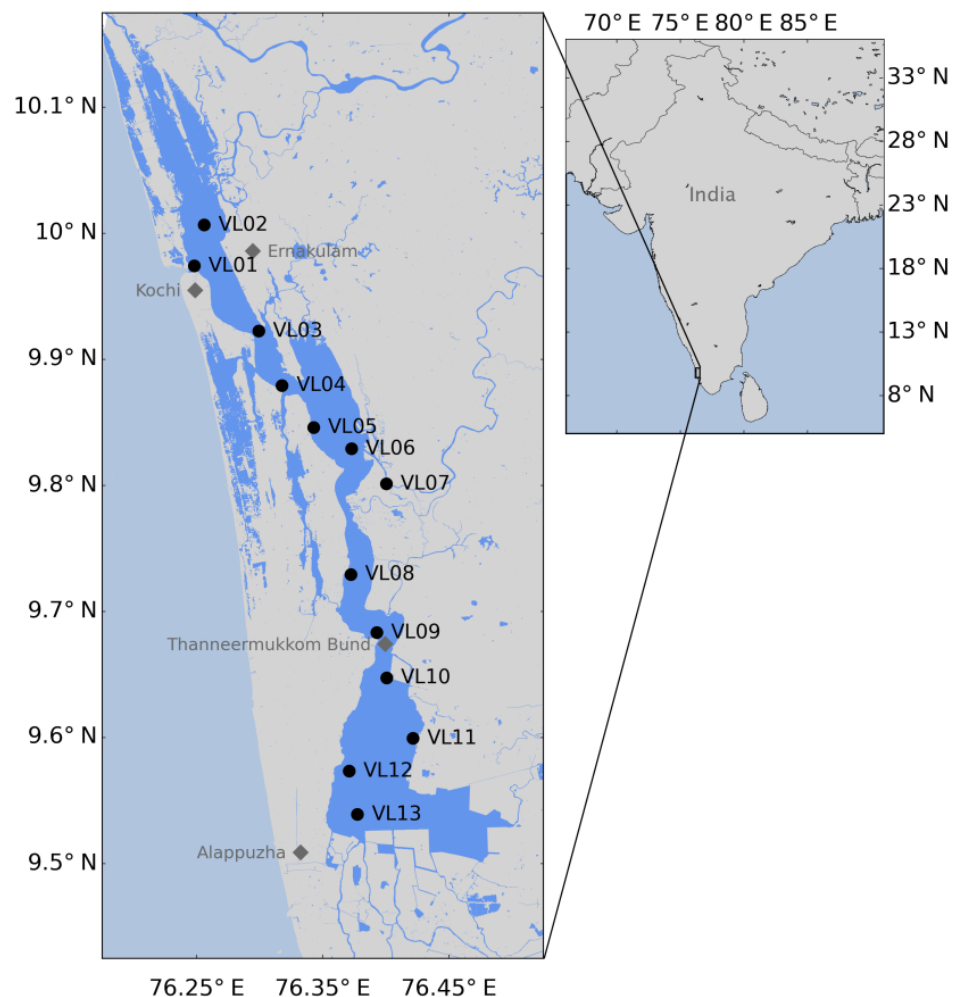 70° E 75° E 80° E 85° E
33° N
28° N
23° N
18° N
13° N
8° N
India
10.1° N
10° N
9.9° N
9.8° N
9.7° N
9.6° N
9.5° N
VL02
Ernakulam
VL01
Kochi
VL03
VL04
VL05
VL06
VL07
VL08
VL09
Thanneermukkom Bund
VL10
VL11
VL12
VL13
Alappuzha
76.25° E 76.35° E 76.45° E